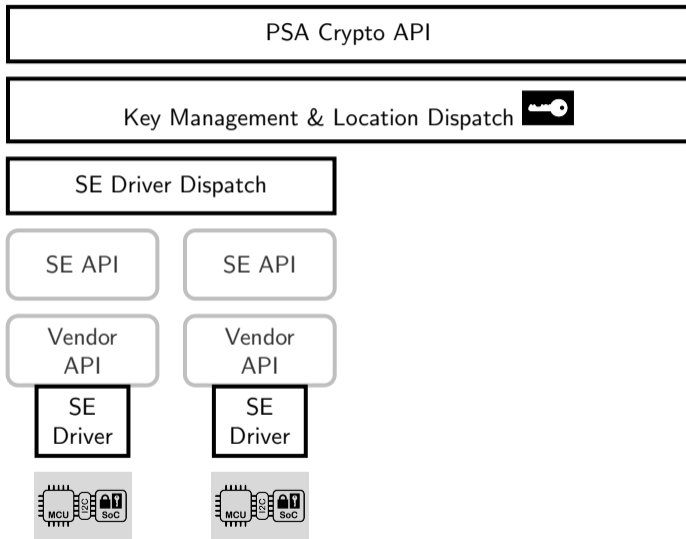 PSA Crypto API
Key Management & Location Dispatch
SE Driver Dispatch
SE API
SE API
Vendor
API
Vendor
API
SE
Driver
SE
Driver
MCU I2C SoC
MCU I2C SoC